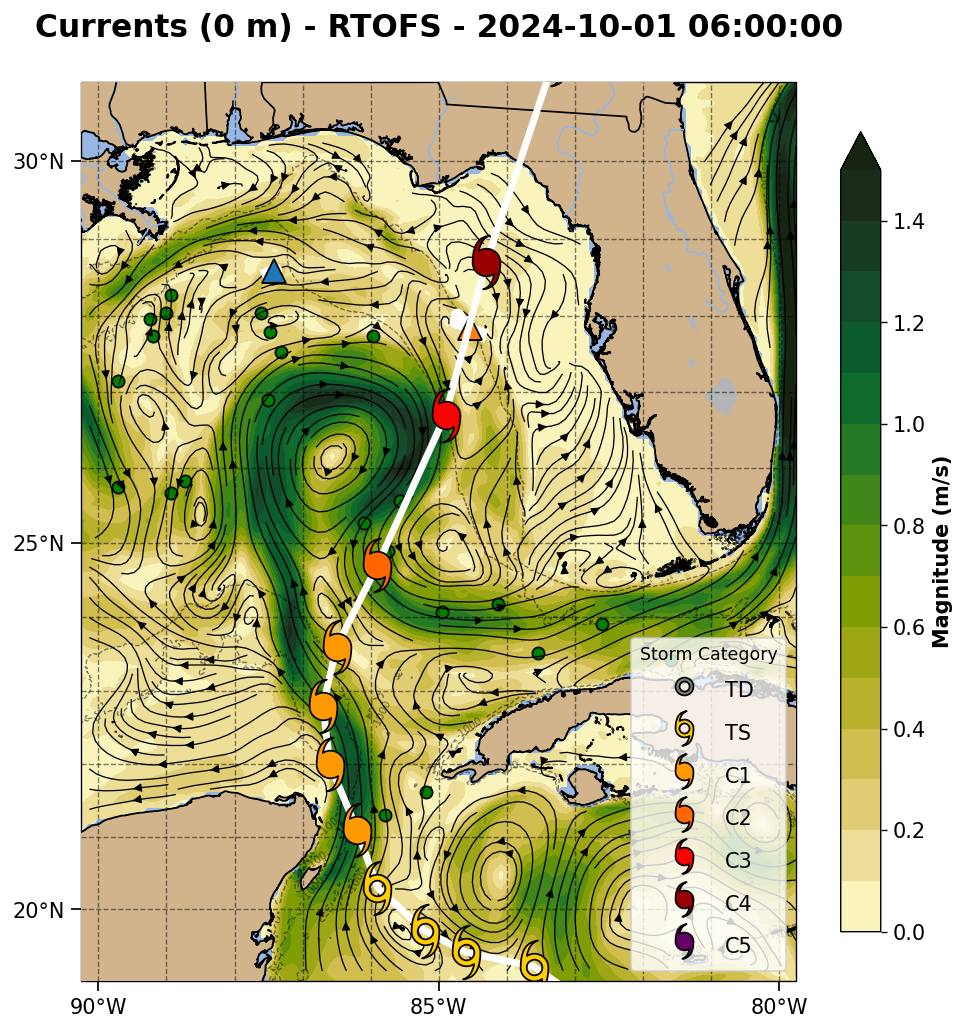 Currents (0 m) - RTOFS - 2024-10-01 06:00:00
30°N
25°N
20°N
90°W
85°W
80°W
Storm Category
TD
TS
C1
C2
C3
C4
C5
1.4
1.2
1.0
0.8
0.6
0.4
0.2
0.0
Magnitude (m/s)